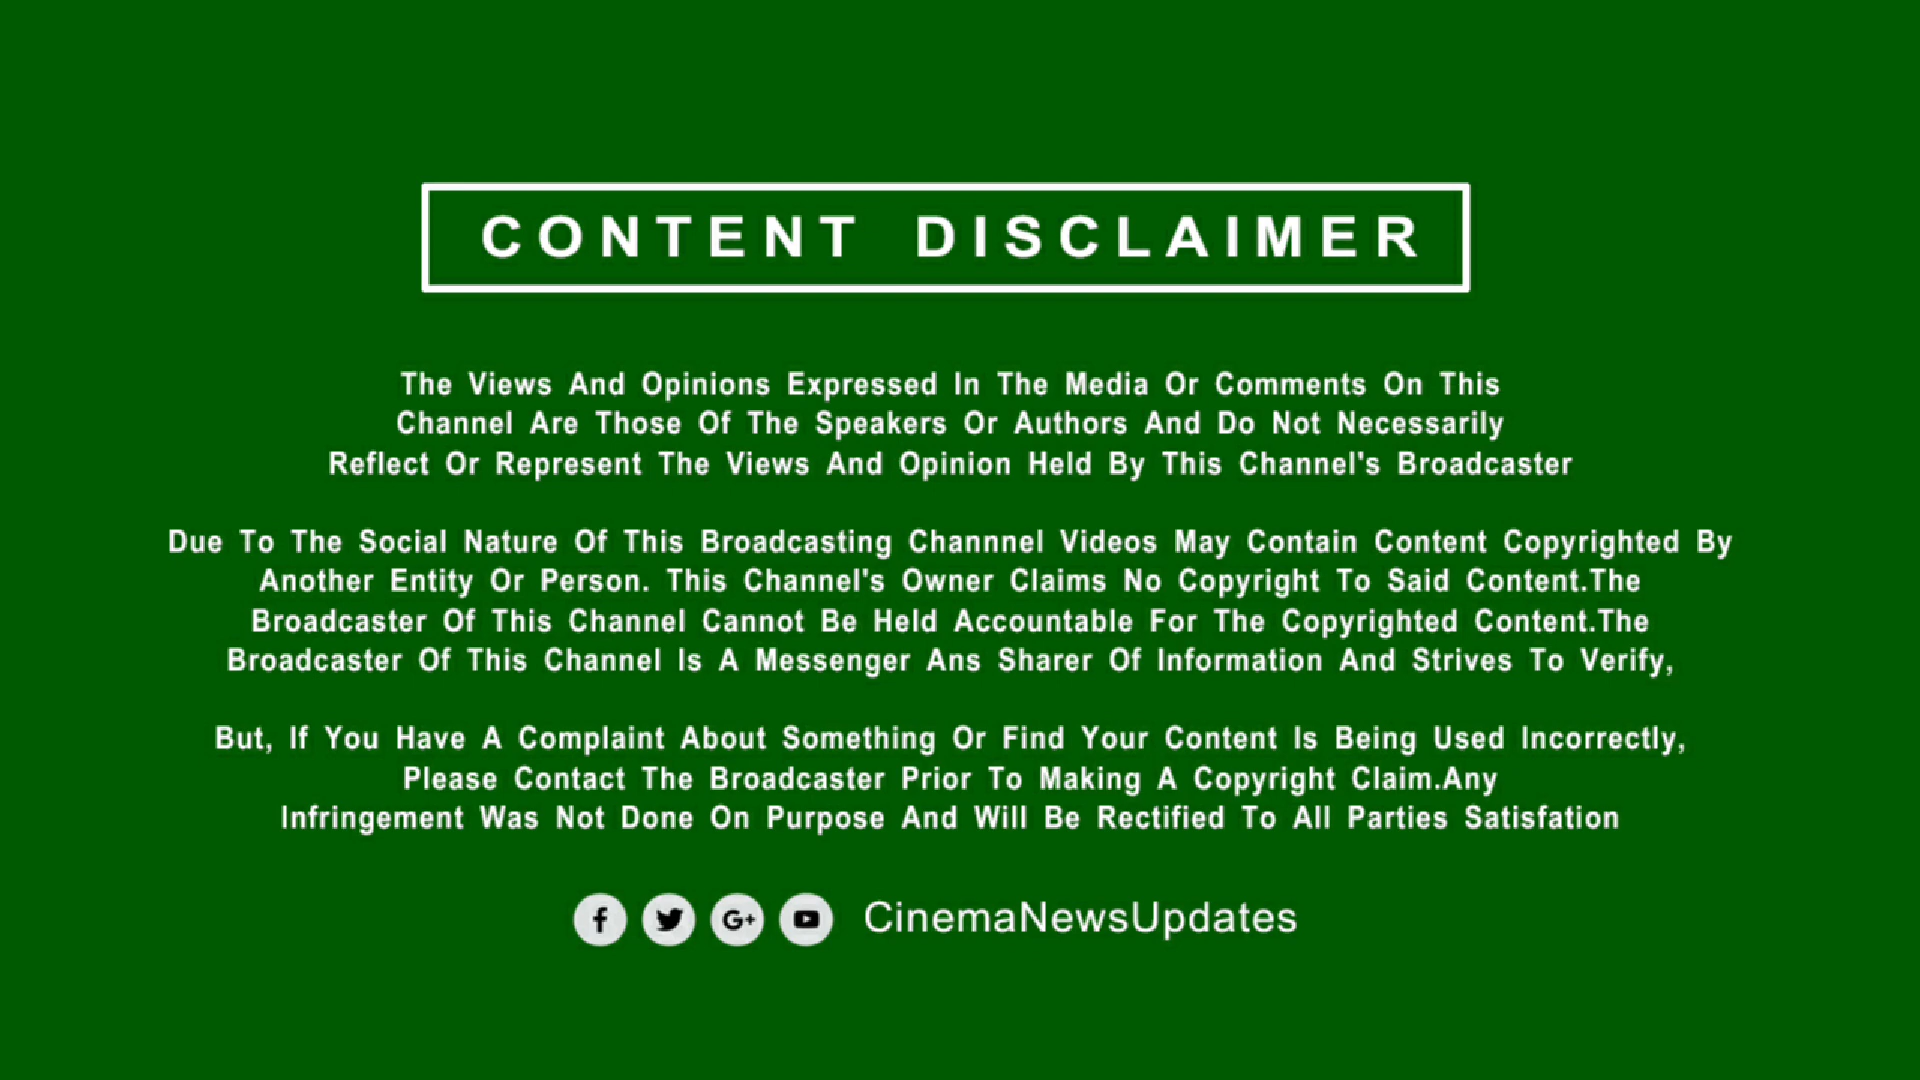 CONTENT DISCLAIMER
The Views And Opinions Expressed In The Media Or Comments On This
Channel Are Those Of The Speakers Or Authors And Do Not Necessarily
Reflect Or Represent The Views And Opinion Held By This Channel's Broadcaster
Due To The Social Nature Of This Broadcasting Channnel Videos May Contain Content Copyrighted By
Another Entity Or Person. This Channel's Owner Claims No Copyright To Said Content.The
Broadcaster Of This Channel Cannot Be Held Accountable For The Copyrighted Content.The
Broadcaster Of This Channel Is A Messenger Ans Sharer Of Information And Strives To Verify,
But, If You Have A Complaint About Something Or Find Your Content Is Being Used Incorrectly,
Please Contact The Broadcaster Prior To Making A Copyright Claim.Any
Infringement Was Not Done On Purpose And Will Be Rectified To All Parties Satisfation
f G+ CinemaNewsUpdates